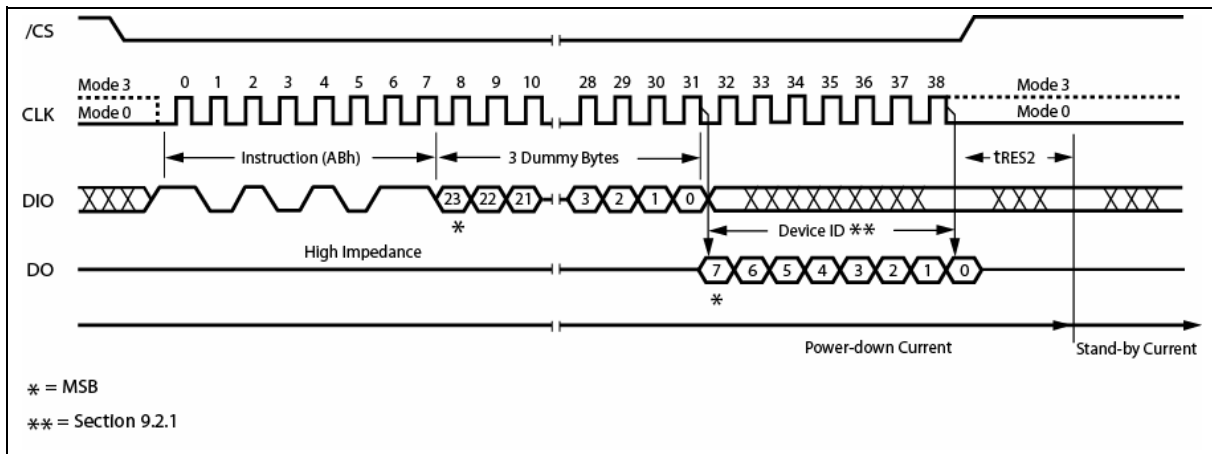 /CS
Mode 3 0 1 2 3 4 5 6 7 8 9 10 28 29 30 31 32 33 34 35 36 37 38 Mode 3
CLK Mode 0 Mode 0
Instruction (ABh) 3 Dummy Bytes tRES2
DIO 23 22 21 3 2 1 0
* Device ID **
High Impedance
DO 7 6 5 4 3 2 1 0
*
Power-down Current Stand-by Current
* = MSB
** = Section 9.2.1